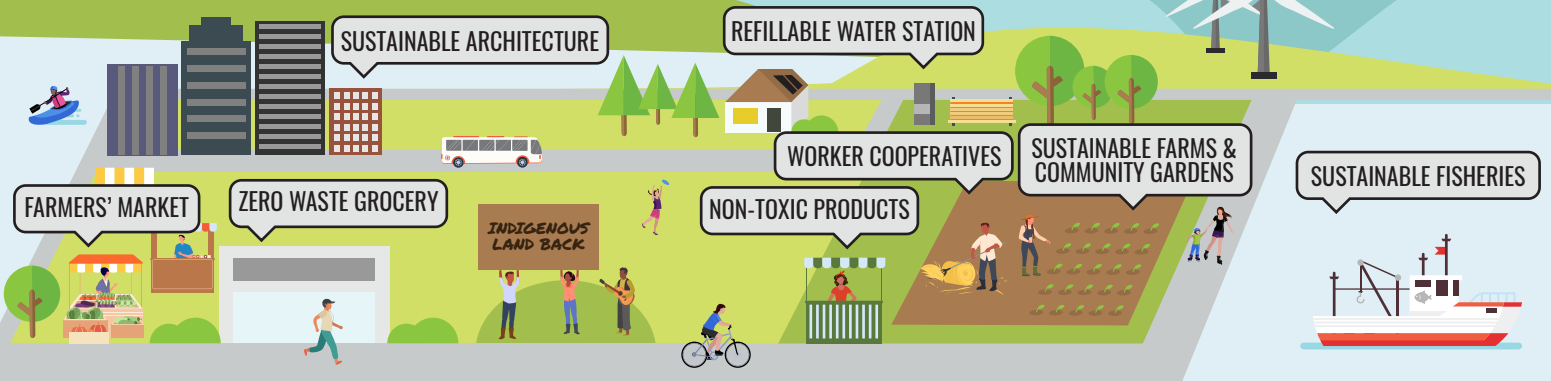 SUSTAINABLE ARCHITECTURE
REFILLABLE WATER STATION
WORKER COOPERATIVES
SUSTAINABLE FARMS &
COMMUNITY GARDENS
SUSTAINABLE FISHERIES
FARMERS’ MARKET
ZERO WASTE GROCERY
NON-TOXIC PRODUCTS
INDIGENOUS
LAND BACK